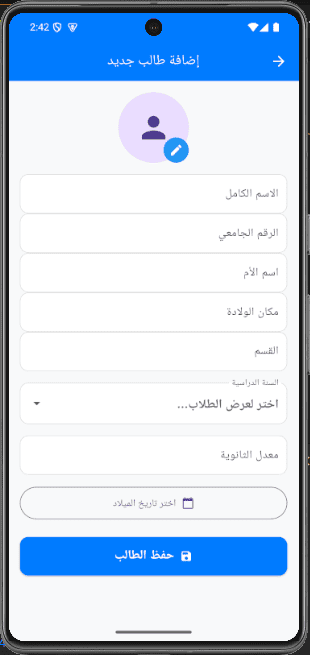 2:42
إضافة طالب جديد
الاسم الكامل
الرقم الجامعي
اسم الأم
مكان الولادة
القسم
السنة الدراسية
اختر لعرض الطلاب...
معدل الثانوية
اختر تاريخ الميلاد
حفظ الطالب